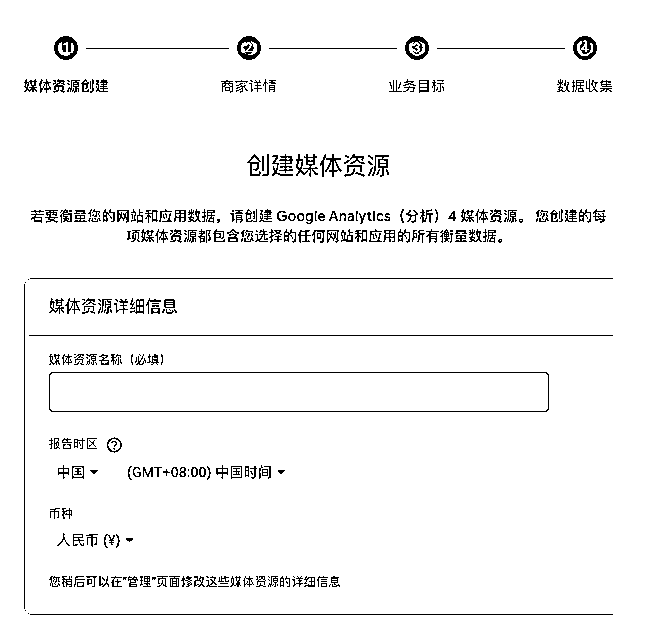 1 2 3 4
媒体资源创建 商家详情 业务目标 数据收集
创建媒体资源
若要衡量您的网站和应用数据，请创建 Google Analytics（分析）4 媒体资源。 您创建的每
项媒体资源都包含您选择的任何网站和应用的所有衡量数据。
媒体资源详细信息
媒体资源名称（必填）
报告时区 ?
中国 (GMT+08:00) 中国时间
币种
人民币 (¥)
您稍后可以在"管理"页面修改这些媒体资源的详细信息